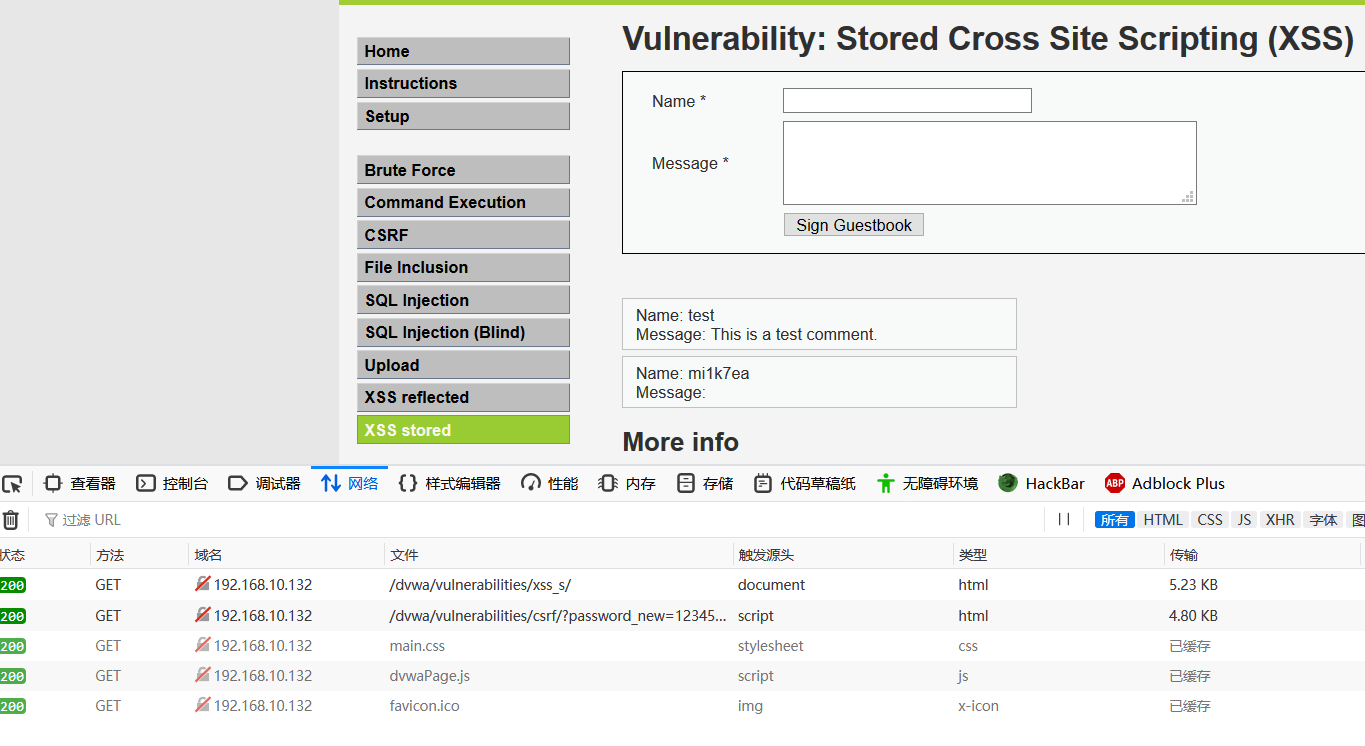 Vulnerability: Stored Cross Site Scripting (XSS)
Home
Instructions
Setup
Brute Force
Command Execution
CSRF
File Inclusion
SQL Injection
SQL Injection (Blind)
Upload
XSS reflected
XSS stored
Name *
Message *
Sign Guestbook
Name: test
Message: This is a test comment.
Name: mi1k7ea
Message:
More info
查看器 控制台 调试器 网络 样式编辑器 性能 内存 存储 代码草稿纸 无障碍环境 HackBar ABP Adblock Plus
过滤 URL 所有 HTML CSS JS XHR 字体 图
状态 方法 域名 文件 触发源头 类型 传输
200 GET 192.168.10.132 /dvwa/vulnerabilities/xss_s/ document html 5.23 KB
200 GET 192.168.10.132 /dvwa/vulnerabilities/csrf/?password_new=12345... script html 4.80 KB
200 GET 192.168.10.132 main.css stylesheet css 已缓存
200 GET 192.168.10.132 dvwaPage.js script js 已缓存
200 GET 192.168.10.132 favicon.ico img x-icon 已缓存